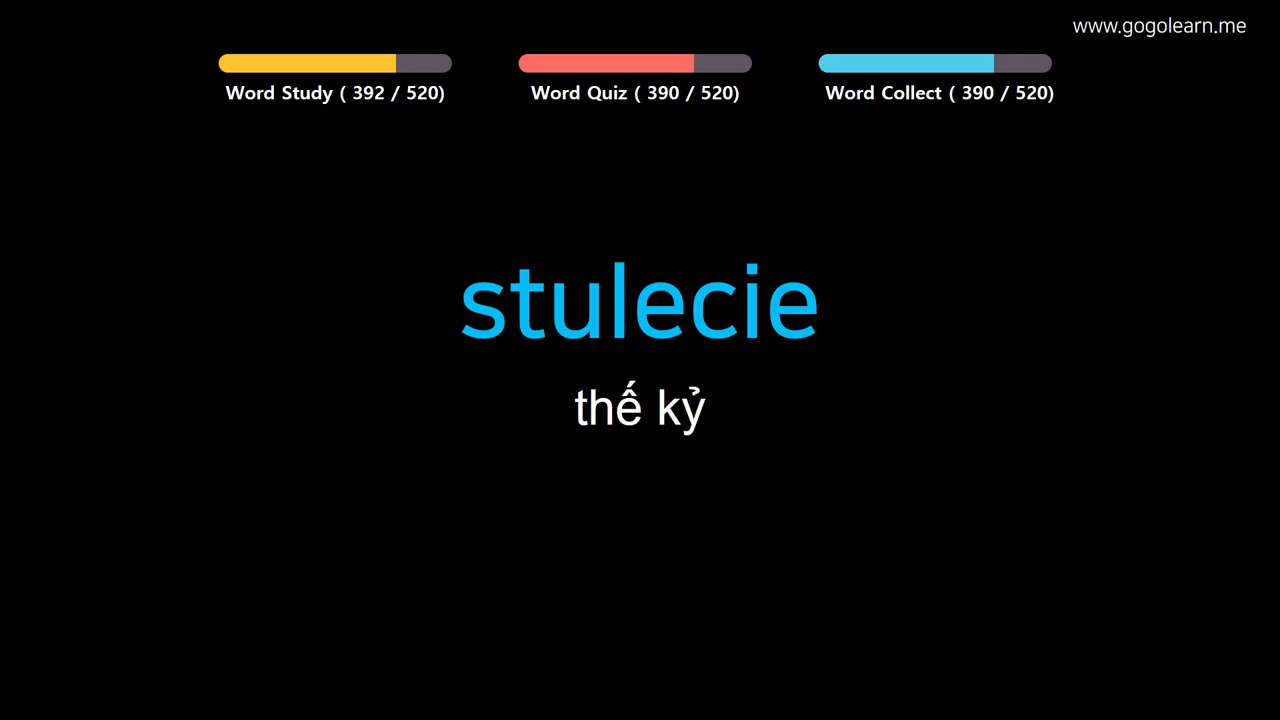 www.gogolearn.me
Word Study ( 392 / 520)
Word Quiz ( 390 / 520)
Word Collect ( 390 / 520)
stulecie
thế kỷ